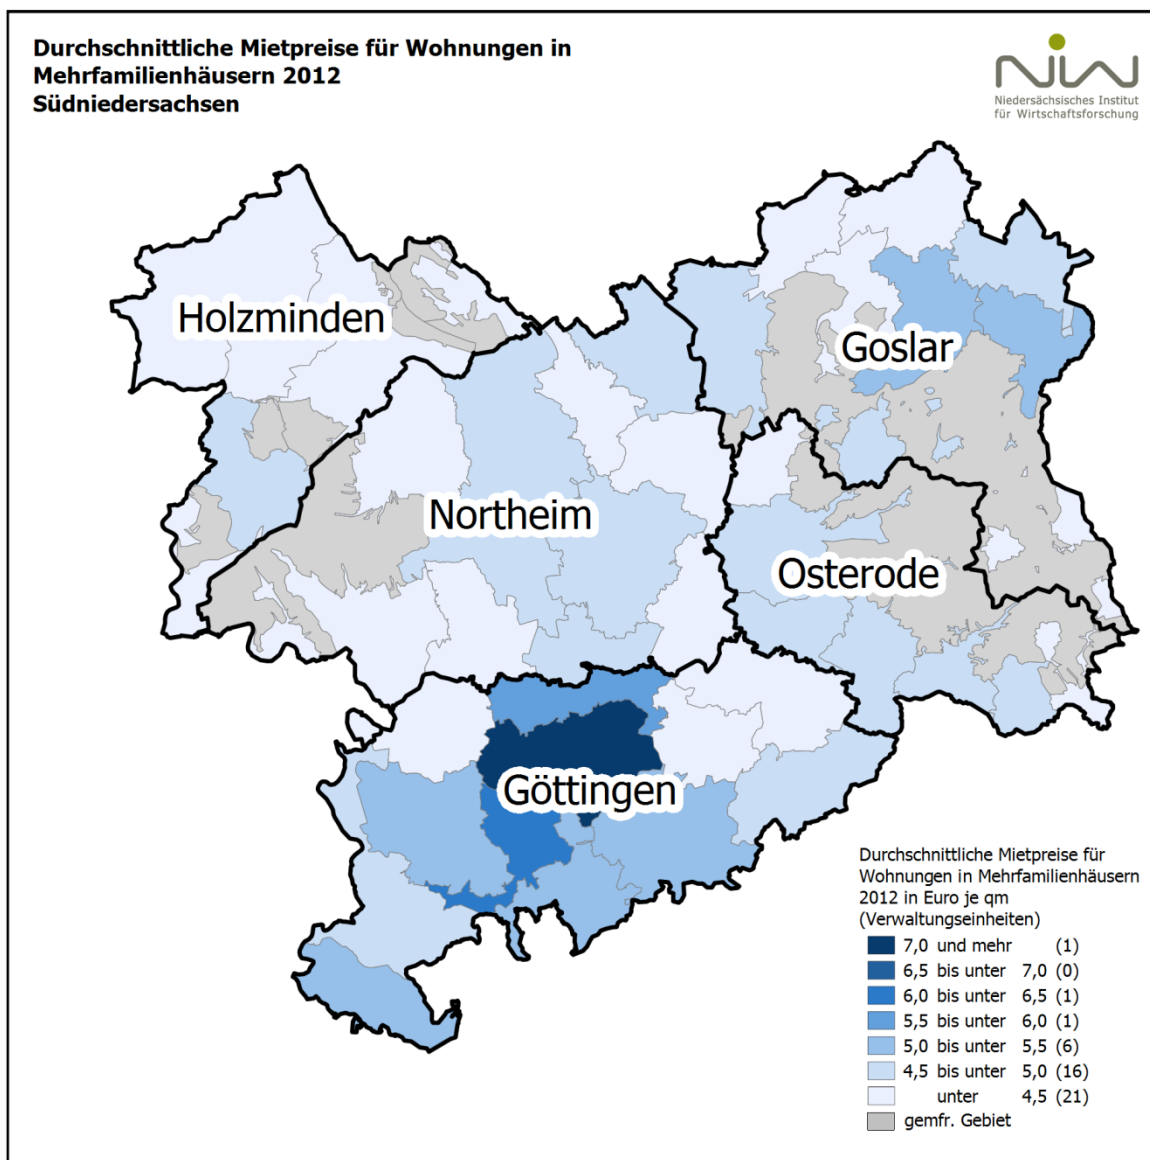 Durchschnittliche Mietpreise für Wohnungen in
Mehrfamilienhäusern 2012
Südniedersachsen
NIW
Niedersächsisches Institut
für Wirtschaftsforschung
Holzminden
Goslar
Northeim
Osterode
Göttingen
Durchschnittliche Mietpreise für
Wohnungen in Mehrfamilienhäusern
2012 in Euro je qm
(Verwaltungseinheiten)
7,0 und mehr (1)
6,5 bis unter 7,0 (0)
6,0 bis unter 6,5 (1)
5,5 bis unter 6,0 (1)
5,0 bis unter 5,5 (6)
4,5 bis unter 5,0 (16)
unter 4,5 (21)
gemfr. Gebiet